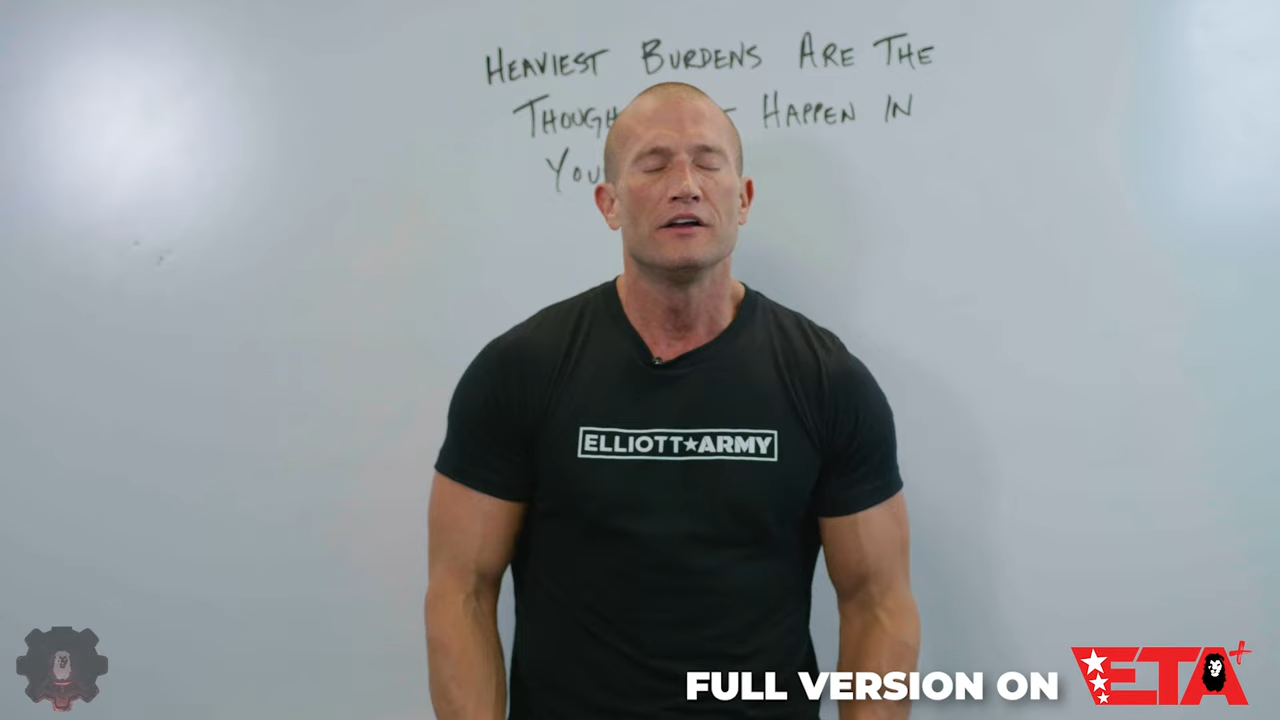 HEAVIEST BURDENS ARE THE
HAPPEN IN
ELLIOTT★ARMY
FULL VERSION ON ETA+